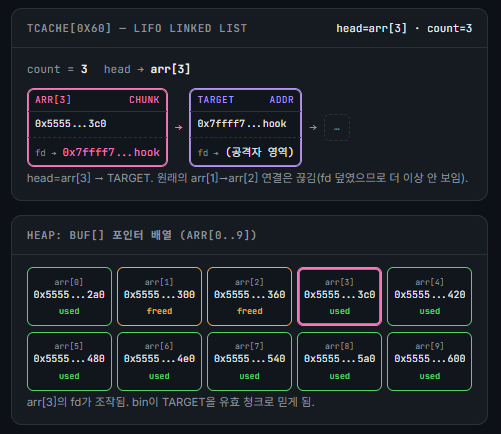 TCACHE[0X60] — LIFO LINKED LIST head=arr[3] · count=3
count = 3 head → arr[3]
ARR[3] CHUNK
0x5555...3c0
fd → 0x7ffff7...hook
→
TARGET ADDR
0x7ffff7...hook
fd → (공격자 영역)
→
…
head=arr[3] → TARGET. 원래의 arr[1]→arr[2] 연결은 끊김(fd 덮였으므로 더 이상 안 보임).
HEAP: BUF[] 포인터 배열 (ARR[0..9])
arr[0] arr[1] arr[2] arr[3] arr[4]
0x5555...2a0 0x5555...300 0x5555...360 0x5555...3c0 0x5555...420
used freed freed used used
arr[5] arr[6] arr[7] arr[8] arr[9]
0x5555...480 0x5555...4e0 0x5555...540 0x5555...5a0 0x5555...600
used used used used used
arr[3]의 fd가 조작됨. bin이 TARGET을 유효 청크로 믿게 됨.